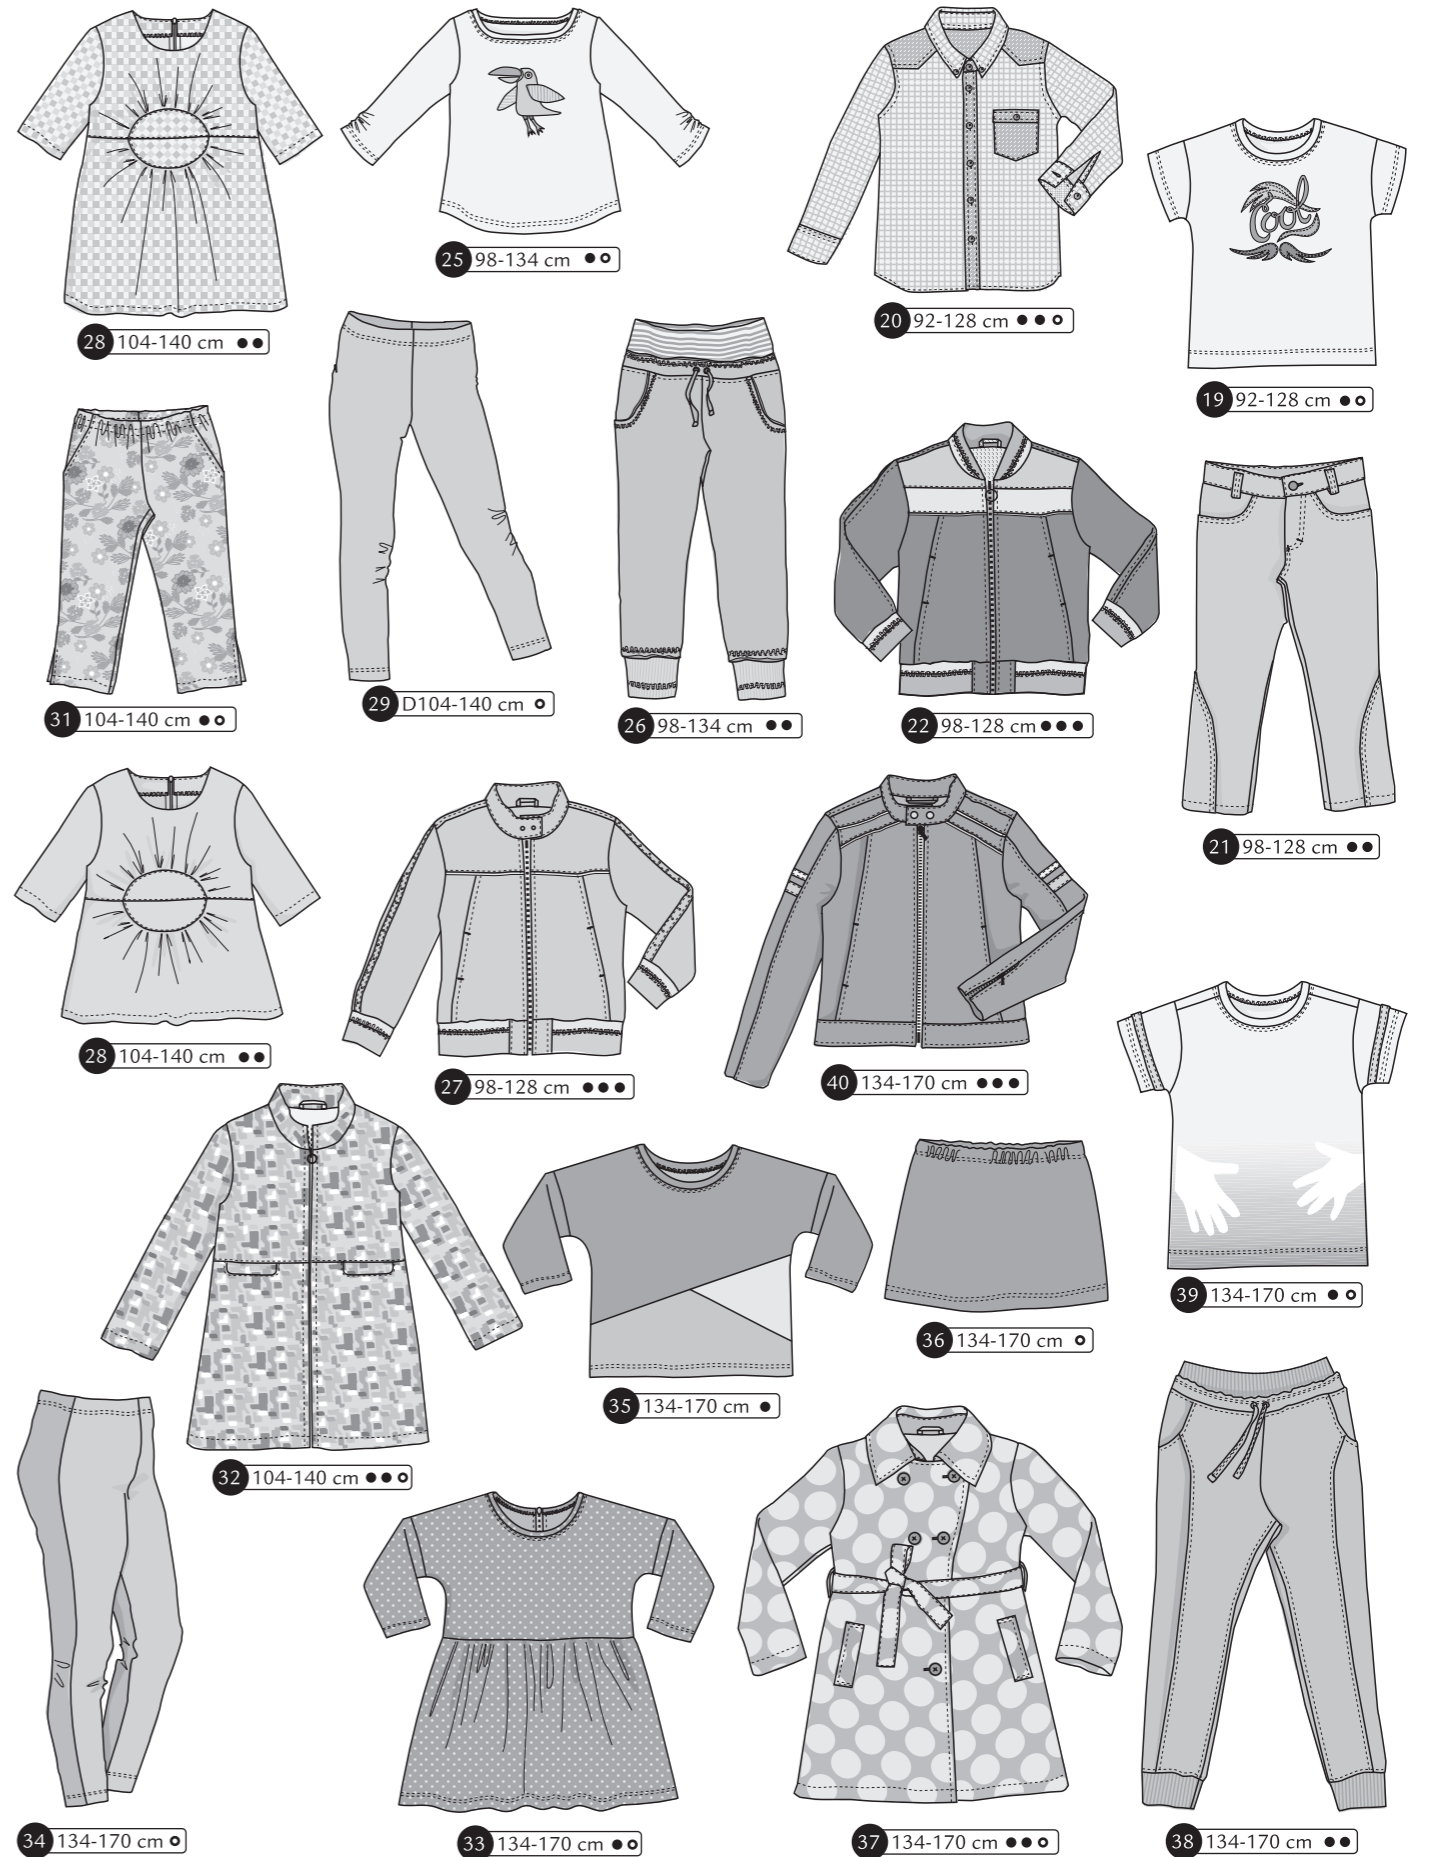 25 98-134 cm
20 92-128 cm
28 104-140 cm
Cool
19 92-128 cm
31 104-140 cm
29 D104-140 cm
26 98-134 cm
22 98-128 cm
21 98-128 cm
28 104-140 cm
27 98-128 cm
40 134-170 cm
39 134-170 cm
36 134-170 cm
35 134-170 cm
32 104-140 cm
34 134-170 cm
33 134-170 cm
37 134-170 cm
38 134-170 cm